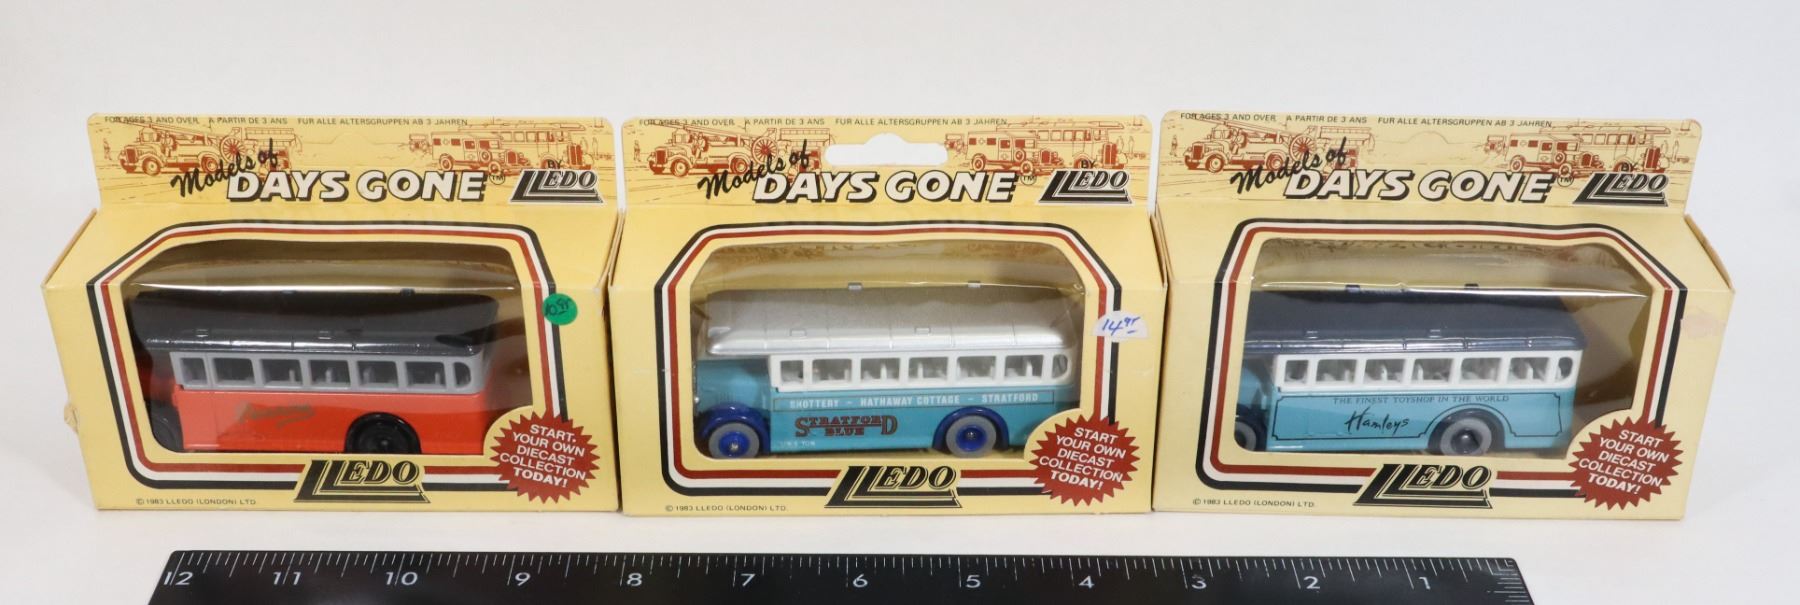 FOR AGES 3 AND OVER  A PARTIR DE 3 ANS  FUR ALLE ALTERSGRUPPEN AB 3 JAHREN
Models of
DAYS GONE™
BY
LLEDO
10.95
START
YOUR OWN
DIECAST
COLLECTION
TODAY!
LLEDO
© 1983 LLEDO (LONDON) LTD.
FOR AGES 3 AND OVER  A PARTIR DE 3 ANS  FUR ALLE ALTERSGRUPPEN AB 3 JAHREN
Models of
DAYS GONE™
BY
LLEDO
14.95
SHOTTERY - HATHAWAY COTTAGE - STRATFORD
STRATFORD
BLUE
START
YOUR OWN
DIECAST
COLLECTION
TODAY!
LLEDO
© 1983 LLEDO (LONDON) LTD.
FOR AGES 3 AND OVER  A PARTIR DE 3 ANS  FUR ALLE ALTERSGRUPPEN AB 3 JAHREN
Models of
DAYS GONE™
BY
LLEDO
THE FINEST TOYSHOP IN THE WORLD
Hamleys
START
YOUR OWN
DIECAST
COLLECTION
TODAY!
LLEDO
© 1983 LLEDO (LONDON) LTD.
12 11 10 9 8 7 6 5 4 3 2 1